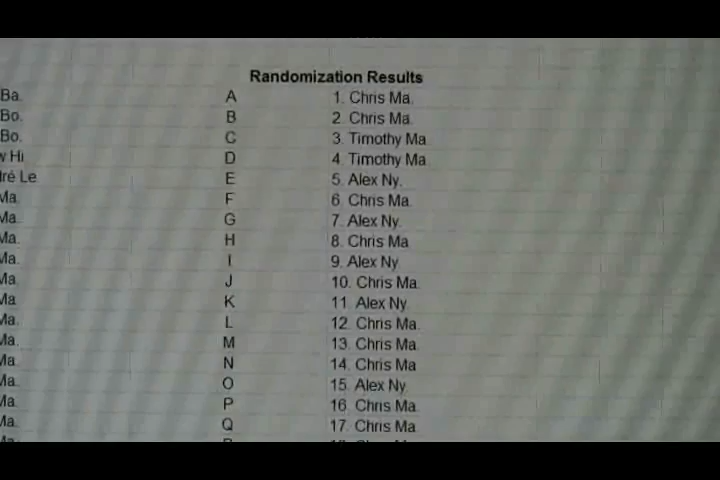 Randomization Results
Ba. A 1. Chris Ma.
Bo. B 2. Chris Ma.
Bo. C 3. Timothy Ma.
w Hi D 4. Timothy Ma.
dré Le E 5. Alex Ny.
Ma. F 6. Chris Ma.
Ma. G 7. Alex Ny.
Ma. H 8. Chris Ma
Ma. I 9. Alex Ny
Ma. J 10. Chris Ma.
Ma K 11. Alex Ny.
Ma. L 12. Chris Ma.
Ma. M 13. Chris Ma.
Ma. N 14. Chris Ma
Ma. O 15. Alex Ny.
Ma. P 16. Chris Ma.
Ma. Q 17. Chris Ma